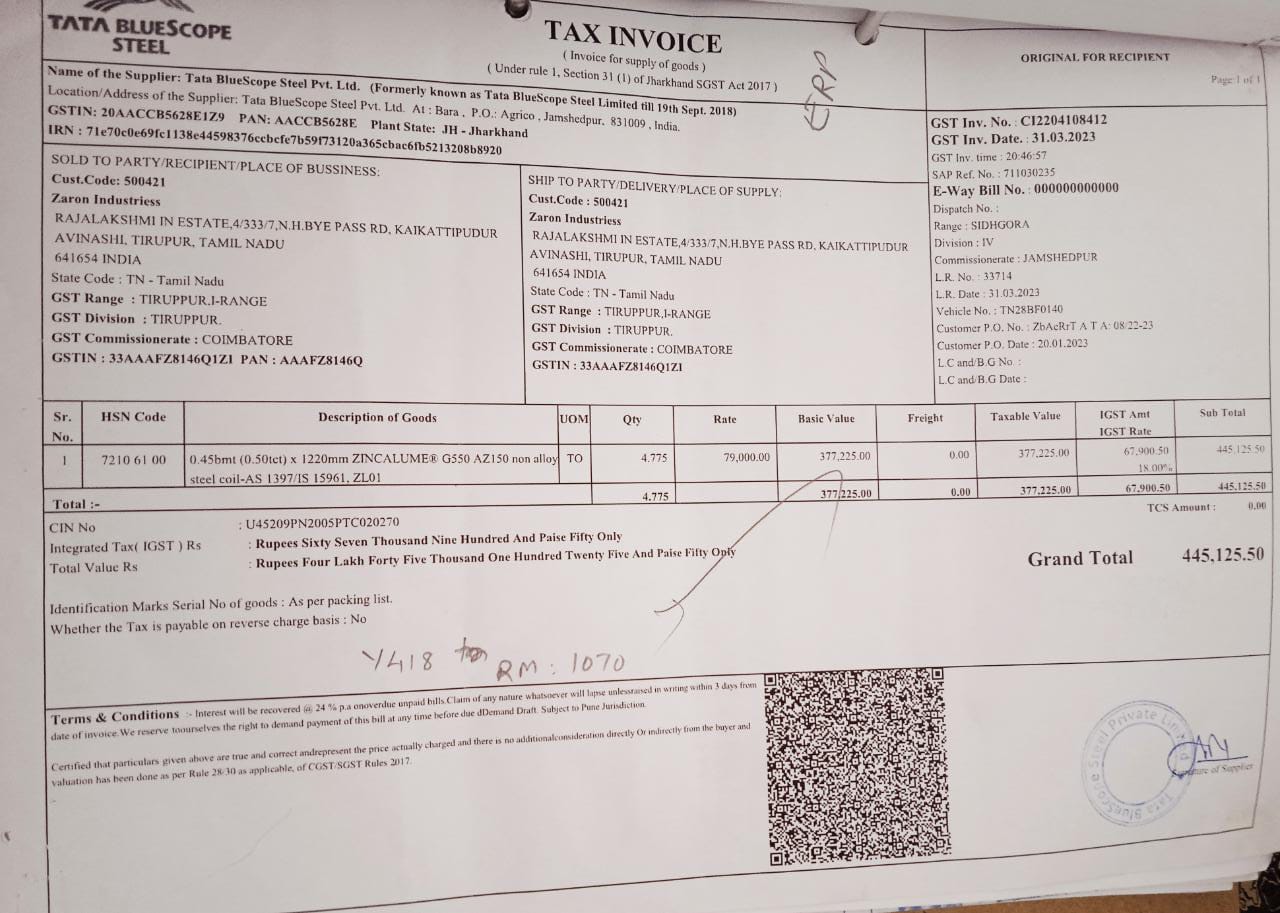 TATA BLUESCOPE
STEEL
TAX INVOICE
( Invoice for supply of goods )
( Under rule 1, Section 31 (1) of Jharkhand SGST Act 2017 )
ERP
ORIGINAL FOR RECIPIENT
Page 1 of 1
Name of the Supplier: Tata BlueScope Steel Pvt. Ltd. (Formerly known as Tata BlueScope Steel Limited till 19th Sept. 2018)
Location/Address of the Supplier: Tata BlueScope Steel Pvt. Ltd. At : Bara , P.O.: Agrico , Jamshedpur, 831009 , India.
GSTIN: 20AACCB5628E1Z9 PAN: AACCB5628E Plant State: JH - Jharkhand
IRN : 71e70c0e69fc1138e44598376ccbcfe7b59f73120a365cbac6fb5213208b8920
GST Inv. No. : CI2204108412
GST Inv. Date. : 31.03.2023
GST Inv. time : 20:46:57
SAP Ref. No. : 711030235
E-Way Bill No. : 000000000000
Dispatch No. :
Range : SIDHGORA
Division : IV
Commissionerate : JAMSHEDPUR
L.R. No. : 33714
L.R. Date : 31.03.2023
Vehicle No. : TN28BF0140
Customer P.O. No. : ZbAcRrT A T A: 08/22-23
Customer P.O. Date : 20.01.2023
L.C and/B.G No. :
L.C and/B.G Date :
SOLD TO PARTY/RECIPIENT/PLACE OF BUSSINESS:
Cust.Code: 500421
Zaron Industriess
RAJALAKSHMI IN ESTATE,4/333/7,N.H.BYE PASS RD, KAIKATTIPUDUR
AVINASHI, TIRUPUR, TAMIL NADU
641654 INDIA
State Code : TN - Tamil Nadu
GST Range : TIRUPPUR,I-RANGE
GST Division : TIRUPPUR.
GST Commissionerate : COIMBATORE
GSTIN : 33AAAFZ8146Q1ZI PAN : AAAFZ8146Q
SHIP TO PARTY/DELIVERY/PLACE OF SUPPLY:
Cust.Code : 500421
Zaron Industriess
RAJALAKSHMI IN ESTATE,4/333/7,N.H.BYE PASS RD, KAIKATTIPUDUR
AVINASHI, TIRUPUR, TAMIL NADU
641654 INDIA
State Code : TN - Tamil Nadu
GST Range : TIRUPPUR,I-RANGE
GST Division : TIRUPPUR.
GST Commissionerate : COIMBATORE
GSTIN : 33AAAFZ8146Q1ZI
Sr. No. HSN Code Description of Goods UOM Qty Rate Basic Value Freight Taxable Value IGST Amt IGST Rate Sub Total
1 7210 61 00 0.45bmt (0.50tct) x 1220mm ZINCALUME® G550 AZ150 non alloy TO 4.775 79,000.00 377,225.00 0.00 377,225.00 67,900.50 445,125.50
steel coil-AS 1397/IS 15961, ZL01 18.00%
Total :- 4.775 377,225.00 0.00 377,225.00 67,900.50 445,125.50
TCS Amount : 0.00
CIN No : U45209PN2005PTC020270
Integrated Tax( IGST ) Rs : Rupees Sixty Seven Thousand Nine Hundred And Paise Fifty Only
Total Value Rs : Rupees Four Lakh Forty Five Thousand One Hundred Twenty Five And Paise Fifty Only
Grand Total 445,125.50
Identification Marks Serial No of goods : As per packing list.
Whether the Tax is payable on reverse charge basis : No
Y418 RM : 1070
Terms & Conditions :- Interest will be recovered @ 24 % p.a onoverdue unpaid bills.Claim of any nature whatsoever will lapse unlessraised in writing within 3 days from
date of invoice.We reserve toourselves the right to demand payment of this bill at any time before due dDemand Draft. Subject to Pune Jurisdiction.
Certified that particulars given above are true and correct andrepresent the price actually charged and there is no additionalconsideration directly Or indirectly from the buyer and
valuation has been done as per Rule 28/30 as applicable, of CGST/SGST Rules 2017.
Tata BlueScope Steel Private Limited
Signature of Supplier